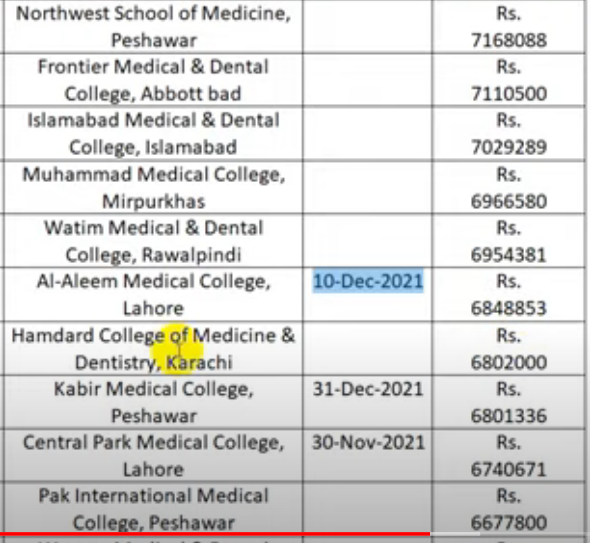 Northwest School of Medicine,
Peshawar
Rs.
7168088
Frontier Medical & Dental
College, Abbott bad
Rs.
7110500
Islamabad Medical & Dental
College, Islamabad
Rs.
7029289
Muhammad Medical College,
Mirpurkhas
Rs.
6966580
Watim Medical & Dental
College, Rawalpindi
Rs.
6954381
Al-Aleem Medical College,
Lahore
10-Dec-2021
Rs.
6848853
Hamdard College of Medicine &
Dentistry, Karachi
Rs.
6802000
Kabir Medical College,
Peshawar
31-Dec-2021
Rs.
6801336
Central Park Medical College,
Lahore
30-Nov-2021
Rs.
6740671
Pak International Medical
College, Peshawar
Rs.
6677800